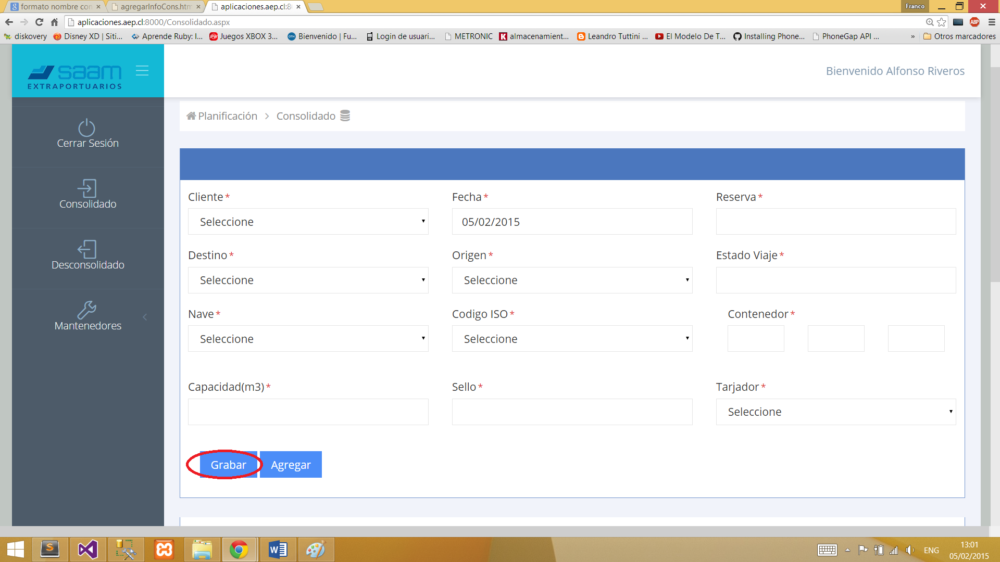 Franco
formato nombre con
agregarInfoCons.htm
aplicaciones.aep.cl:8
aplicaciones.aep.cl:8000/Consolidado.aspx
ABP
diskovery
Disney XD | Siti...
Aprende Ruby: I...
Juegos XBOX 3...
Bienvenido | Fu...
Login de usuari...
METRONIC
almacenamient...
Leandro Tuttini ...
El Modelo De T...
Installing Phone...
PhoneGap API ...
»
Otros marcadores
saam
EXTRAPORTUARIOS
Bienvenido Alfonso Riveros
Planificación > Consolidado
Cerrar Sesión
Consolidado
Desconsolidado
Mantenedores
Cliente *
Fecha *
Reserva *
Seleccione
05/02/2015
Destino *
Origen *
Estado Viaje *
Seleccione
Seleccione
Nave *
Codigo ISO *
Contenedor *
Seleccione
Seleccione
Capacidad(m3) *
Sello *
Tarjador *
Seleccione
Grabar
Agregar
ENG
13:01
05/02/2015